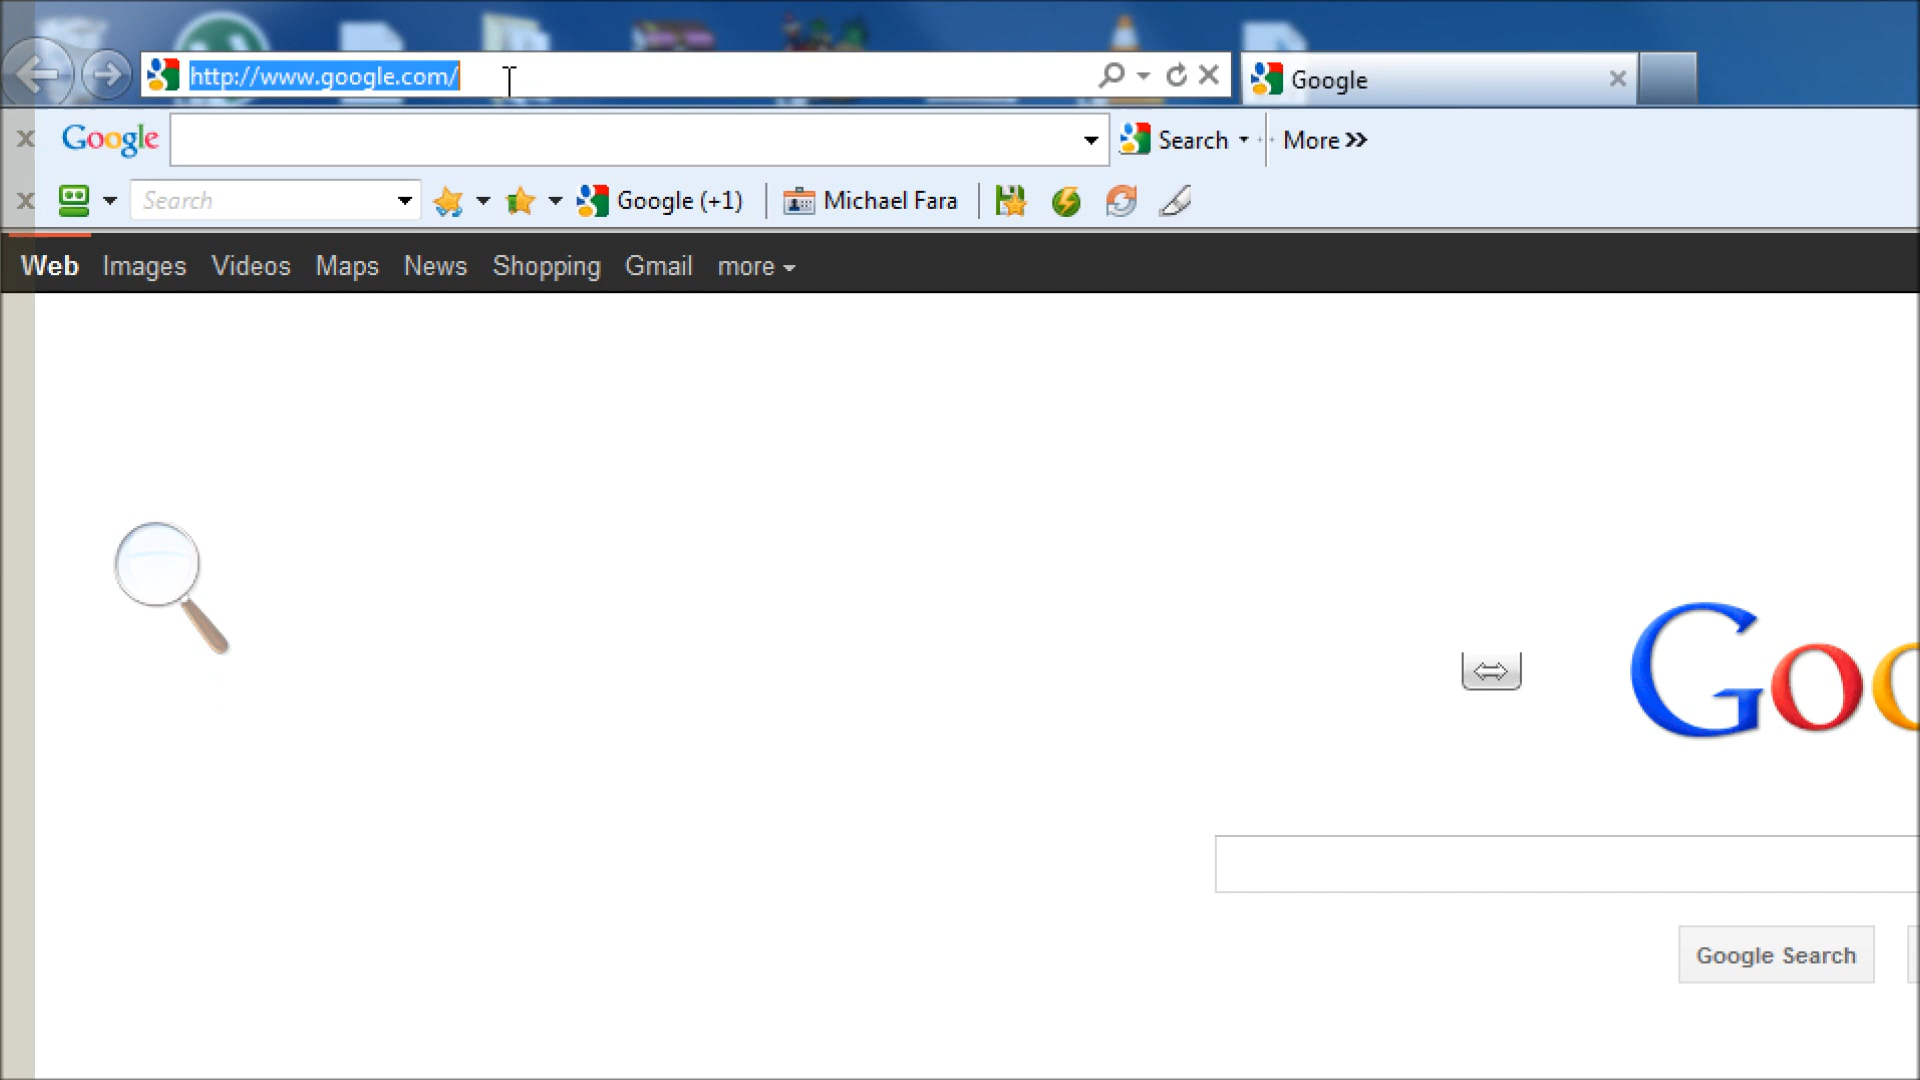 http://www.google.com/
Google
Google
Search
More
Search
Google (+1)
Michael Fara
Web Images Videos Maps News Shopping Gmail more
Goo
Google Search